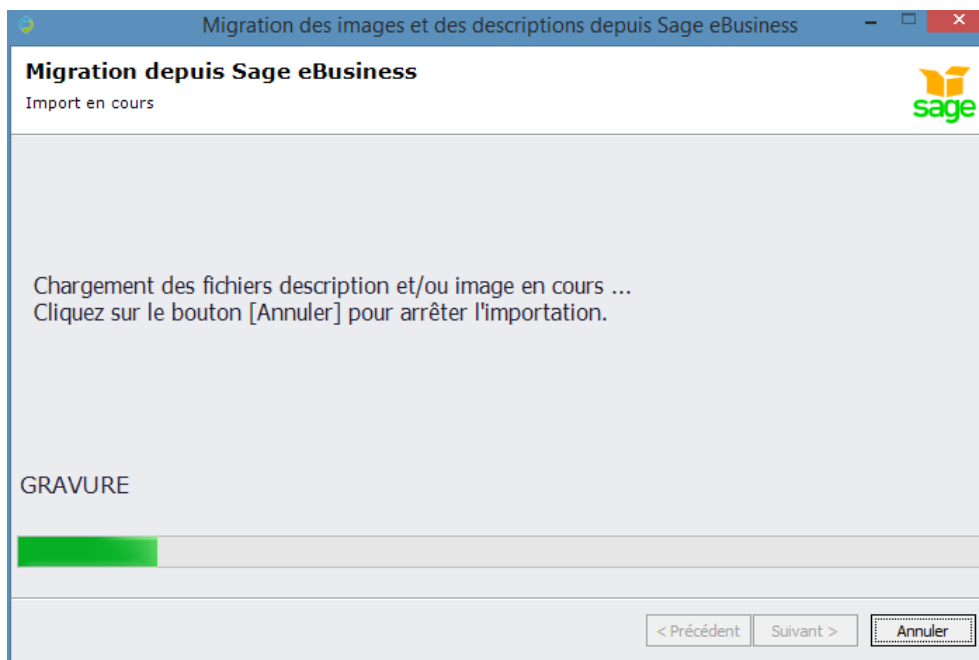 Migration des images et des descriptions depuis Sage eBusiness
Migration depuis Sage eBusiness
Import en cours
sage
Chargement des fichiers description et/ou image en cours ...
Cliquez sur le bouton [Annuler] pour arrêter l'importation.
GRAVURE
< Précédent
Suivant >
Annuler